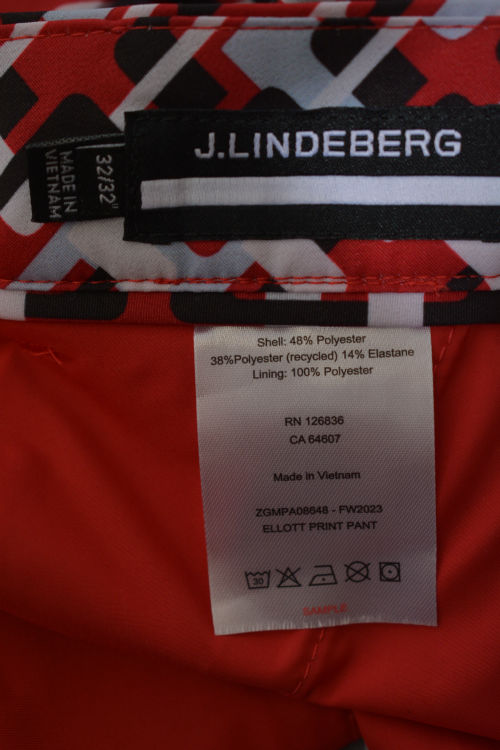 J.LINDEBERG
32/32"
MADE IN
VIETNAM
Shell: 48% Polyester
38%Polyester (recycled) 14% Elastane
Lining: 100% Polyester
RN 126836
CA 64607
Made in Vietnam
ZGMPA08648 - FW2023
ELLOTT PRINT PANT
30
SAMPLE